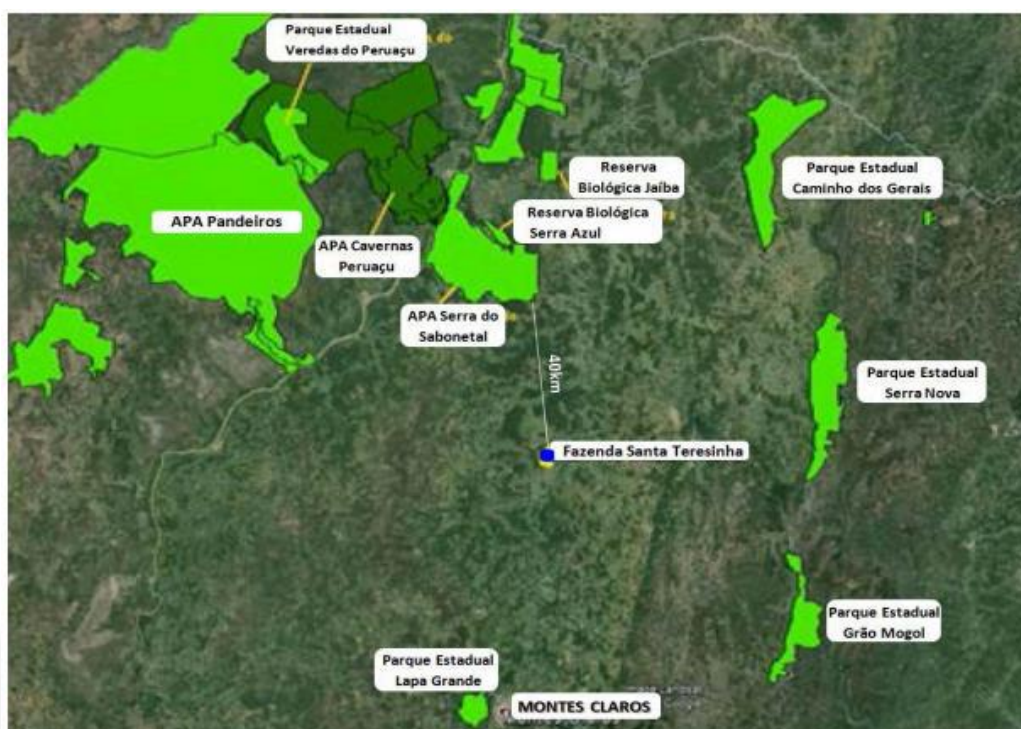 Parque Estadual
Veredas do Peruaçu
Reserva
Biológica Jaíba
Parque Estadual
Caminho dos Gerais
APA Pandeiros
Reserva Biológica
Serra Azul
APA Cavernas
Peruaçu
APA Serra do
Sabonetal
40km
Parque Estadual
Serra Nova
Fazenda Santa Teresinha
Parque Estadual
Grão Mogol
Parque Estadual
Lapa Grande
MONTES CLAROS